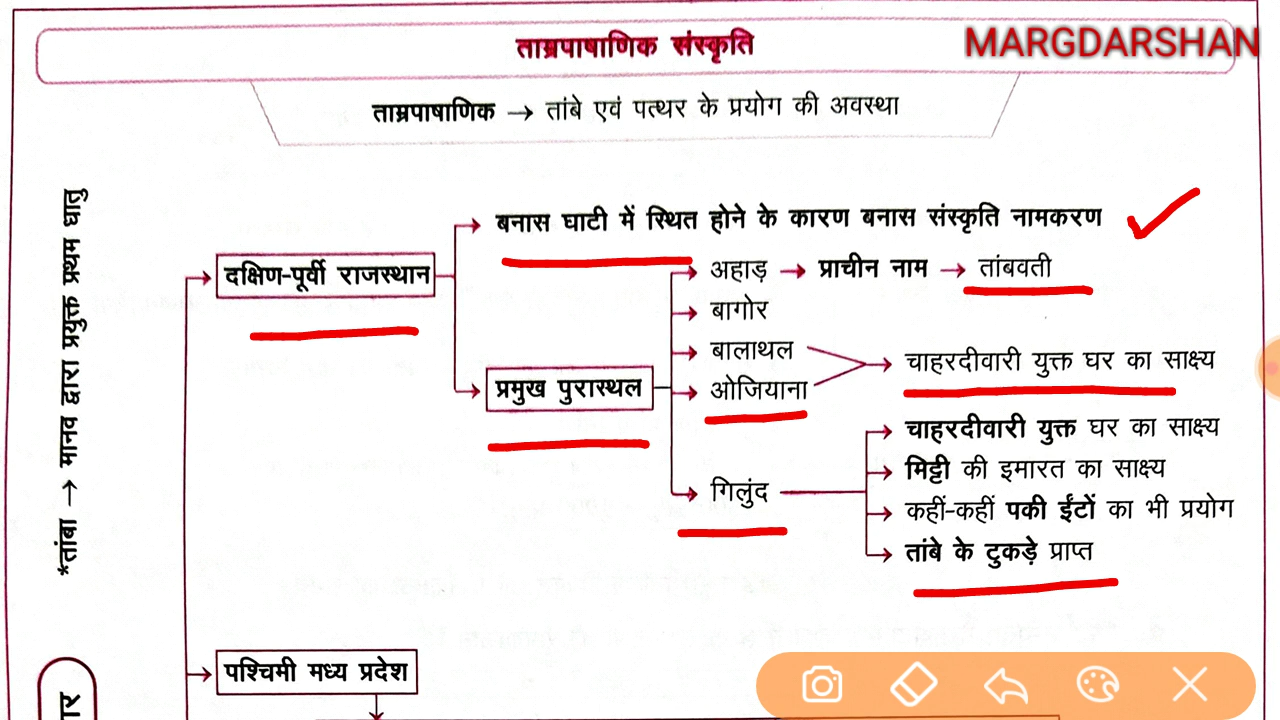 ताम्रपाषाणिक संस्कृति
MARGDARSHAN
ताम्रपाषाणिक → तांबे एवं पत्थर के प्रयोग की अवस्था
*तांबा → मानव द्वारा प्रयुक्त प्रथम धातु
दक्षिण-पूर्वी राजस्थान
बनास घाटी में स्थित होने के कारण बनास संस्कृति नामकरण
प्रमुख पुरास्थल
अहाड़ → प्राचीन नाम → तांबवती
बागोर
बालाथल
ओजियाना
चाहरदीवारी युक्त घर का साक्ष्य
गिलुंद
चाहरदीवारी युक्त घर का साक्ष्य
मिट्टी की इमारत का साक्ष्य
कहीं-कहीं पकी ईंटों का भी प्रयोग
तांबे के टुकड़े प्राप्त
पश्चिमी मध्य प्रदेश